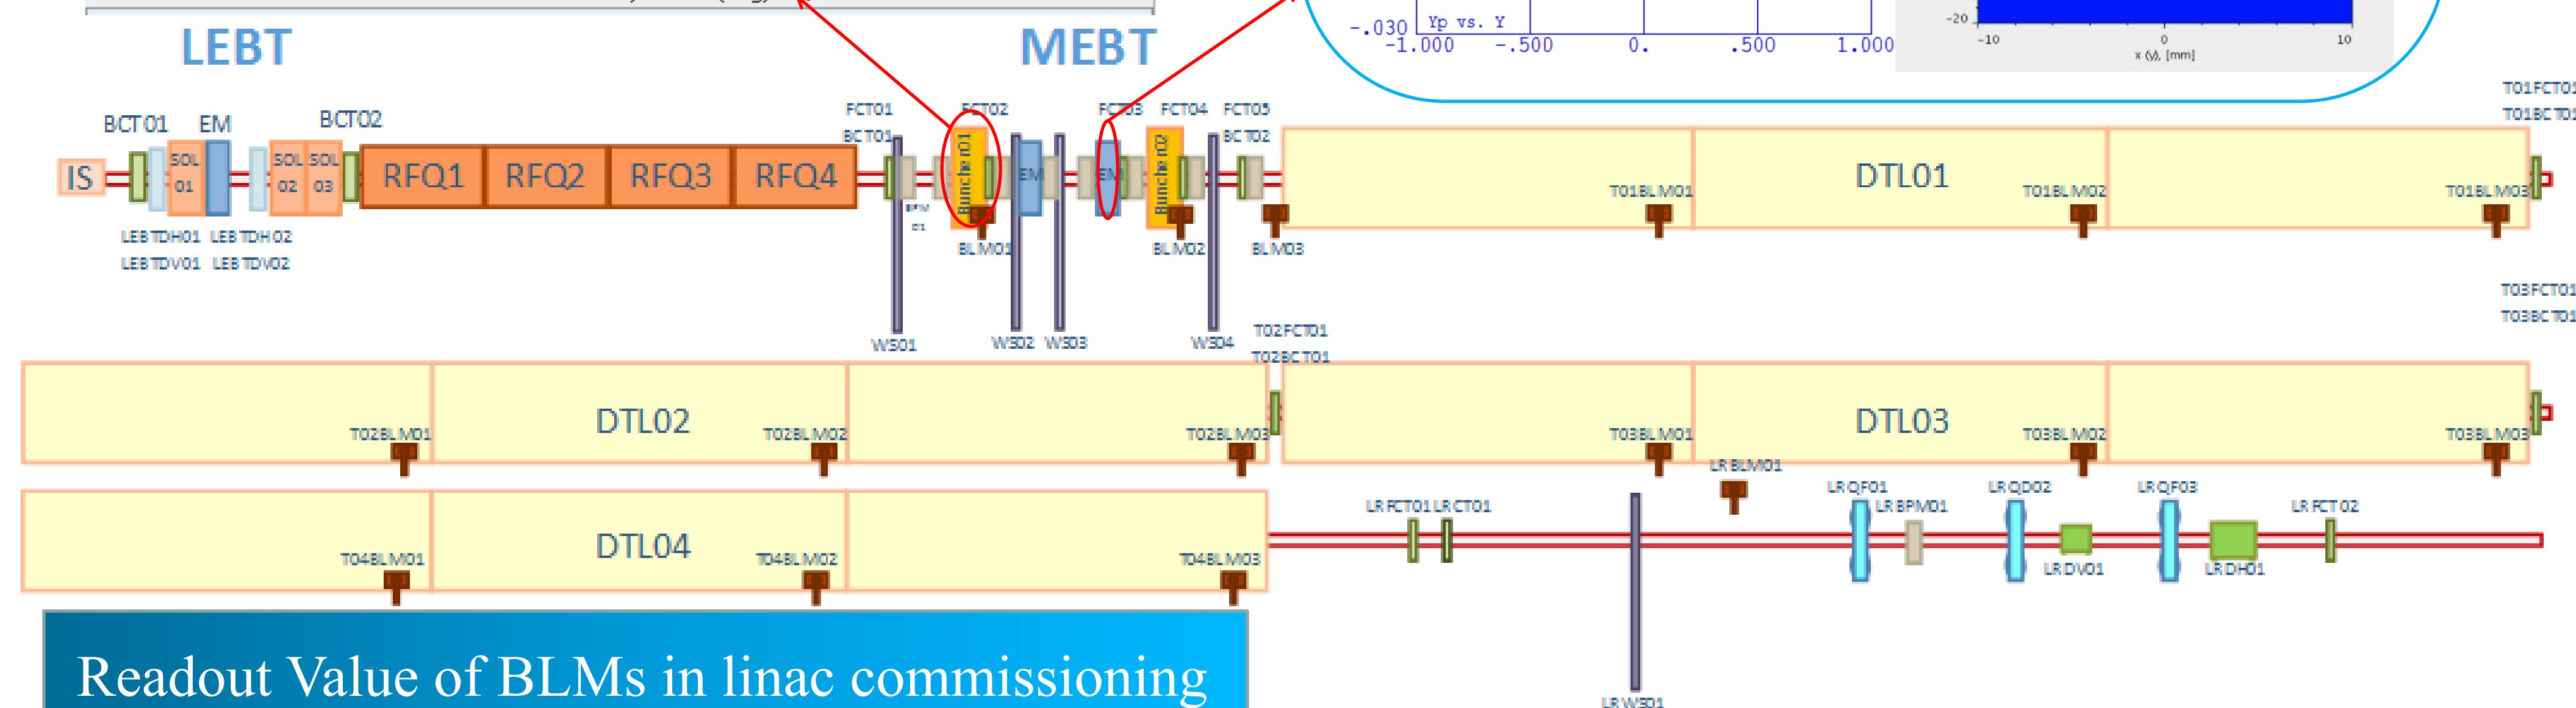 -.030
Yp vs. Y
-1.000 -.500 0. .500 1.000
-20
-10 0 10
x (y), [mm]
LEBT
MEBT
BCT01 EM BCT02
FCT01 FCT02 FCT03 FCT04 FCT05
BCT01 BCT02
T01FCT01
T01BCT01
IS
SOL 01
SOL 02
SOL 03
RFQ1 RFQ2 RFQ3 RFQ4
Buncher01
EM
EM
Buncher02
DTL01
T01BLM01 T01BLM02 T01BLM03
BPM
01
LEBTDH01 LEBTDH02
LEBTDV01 LEBTDV02
BLM01 BLM02 BLM03
WS01 WS02 WS03 WS04
T02FCT01
T02BCT01
T03FCT01
T03BCT01
DTL02
T02BLM01 T02BLM02 T02BLM03
DTL03
T03BLM01 T03BLM02 T03BLM03
DTL04
T04BLM01 T04BLM02 T04BLM03
LRBLM01
LRFCT01 LRCT01
LRQF01 LRBPM01 LRQD02 LRQF03 LRFCT02
LRDV01 LRDH01
LRWS01
Readout Value of BLMs in linac commissioning